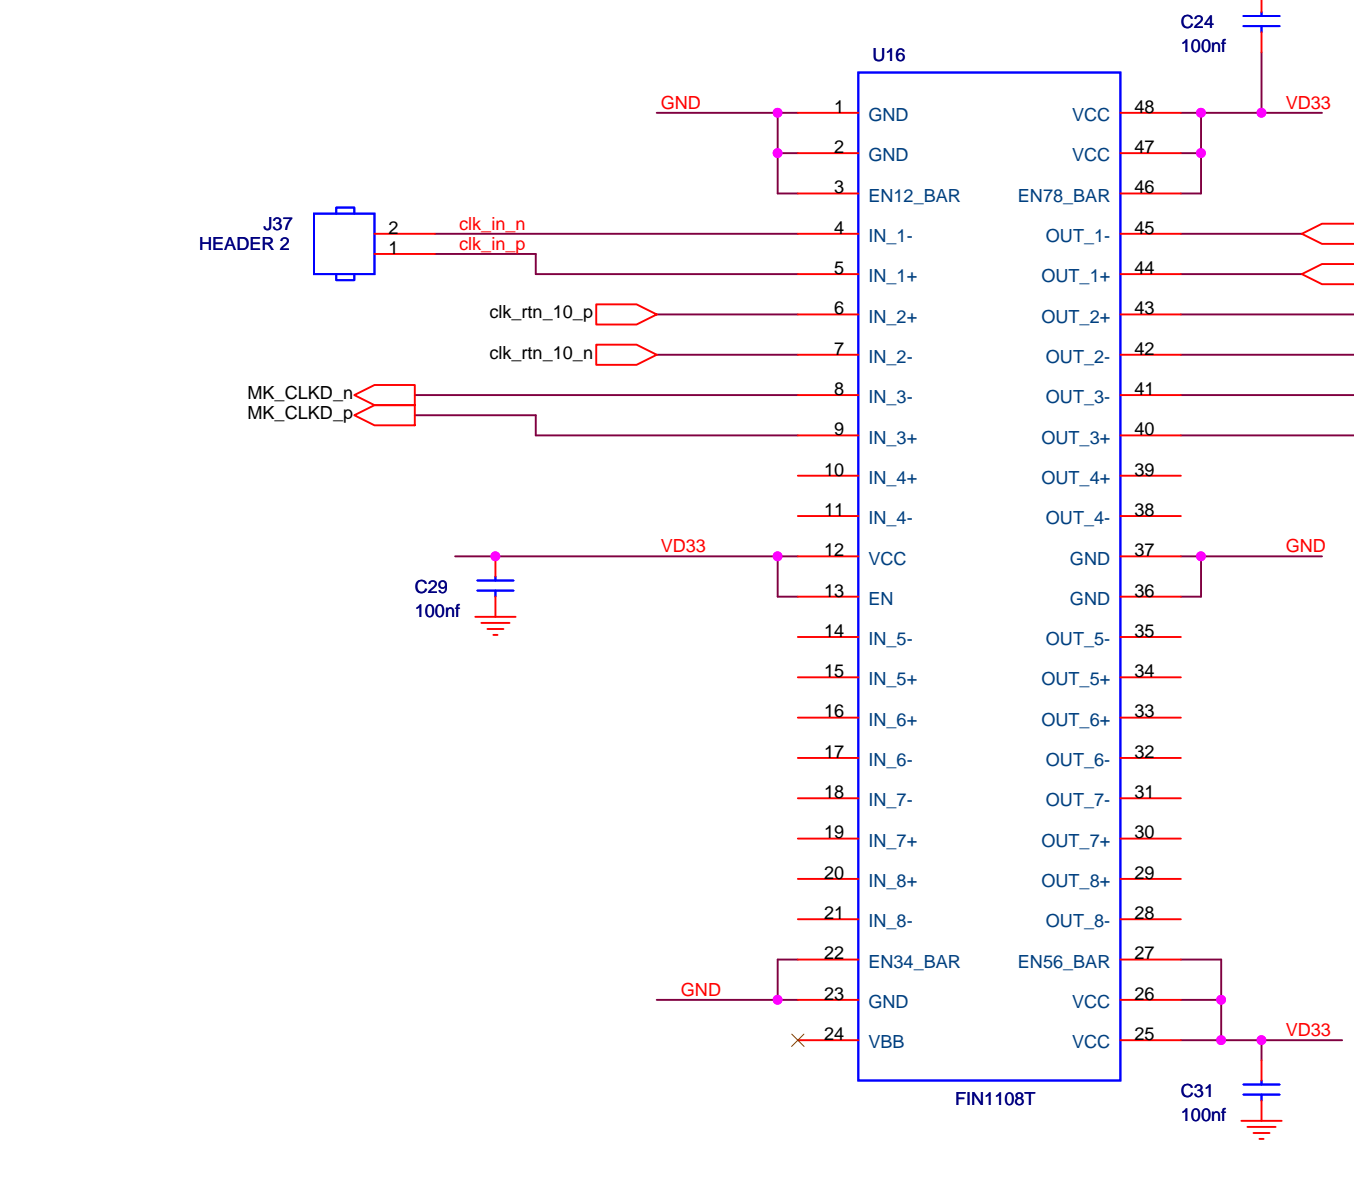 C24
100nf
U16
GND 1 GND VCC 48 VD33
2 GND VCC 47
3 EN12_BAR EN78_BAR 46
J37
HEADER 2
2 clk_in_n 4 IN_1- OUT_1- 45
1 clk_in_p 5 IN_1+ OUT_1+ 44
clk_rtn_10_p 6 IN_2+ OUT_2+ 43
clk_rtn_10_n 7 IN_2- OUT_2- 42
MK_CLKD_n 8 IN_3- OUT_3- 41
MK_CLKD_p 9 IN_3+ OUT_3+ 40
10 IN_4+ OUT_4+ 39
11 IN_4- OUT_4- 38
VD33 12 VCC GND 37 GND
C29
100nf
13 EN GND 36
14 IN_5- OUT_5- 35
15 IN_5+ OUT_5+ 34
16 IN_6+ OUT_6+ 33
17 IN_6- OUT_6- 32
18 IN_7- OUT_7- 31
19 IN_7+ OUT_7+ 30
20 IN_8+ OUT_8+ 29
21 IN_8- OUT_8- 28
22 EN34_BAR EN56_BAR 27
GND 23 GND VCC 26
24 VBB VCC 25 VD33
FIN1108T
C31
100nf